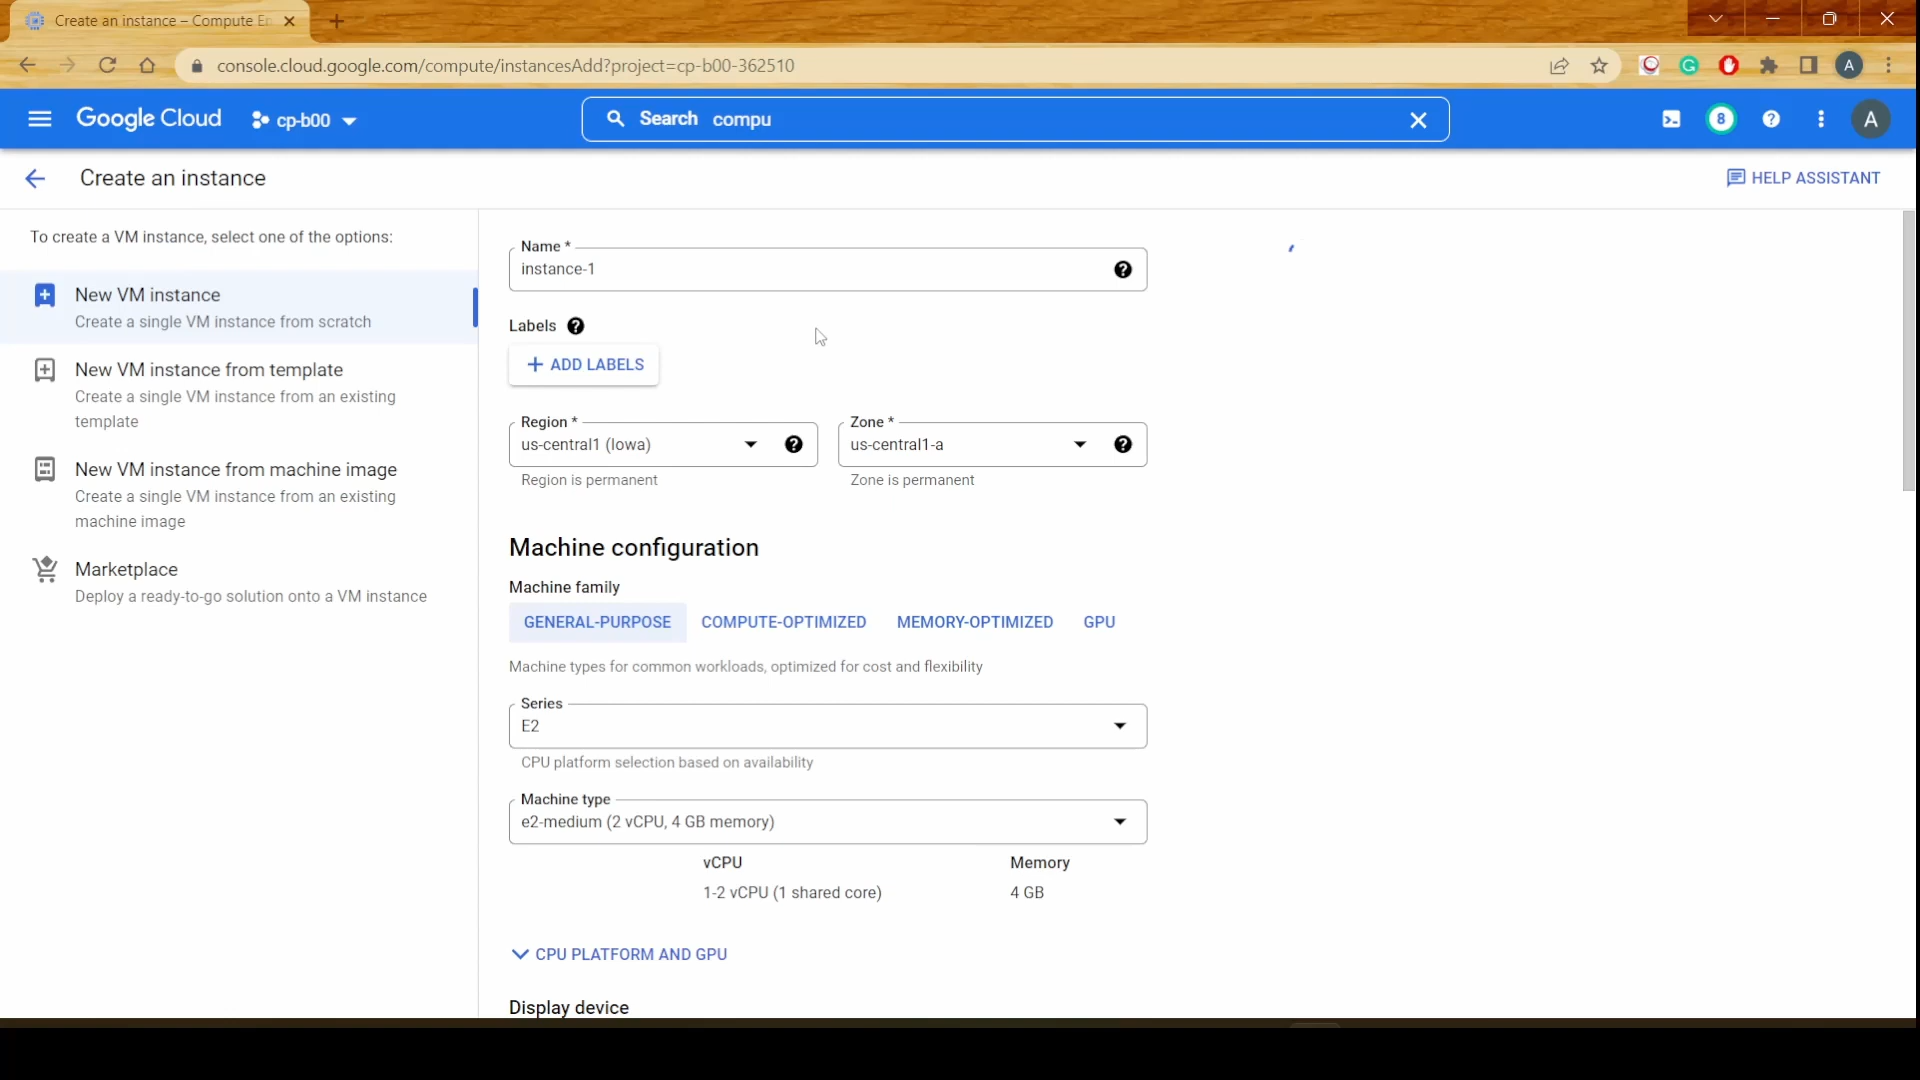 Create an instance – Compute En
console.cloud.google.com/compute/instancesAdd?project=cp-b00-362510
A
Google Cloud
cp-b00
Search compu
8
A
Create an instance
HELP ASSISTANT
To create a VM instance, select one of the options:
New VM instance
Create a single VM instance from scratch
New VM instance from template
Create a single VM instance from an existing
template
New VM instance from machine image
Create a single VM instance from an existing
machine image
Marketplace
Deploy a ready-to-go solution onto a VM instance
Name *
instance-1
Labels
ADD LABELS
Region *
us-central1 (Iowa)
Region is permanent
Zone *
us-central1-a
Zone is permanent
Machine configuration
Machine family
GENERAL-PURPOSE COMPUTE-OPTIMIZED MEMORY-OPTIMIZED GPU
Machine types for common workloads, optimized for cost and flexibility
Series
E2
CPU platform selection based on availability
Machine type
e2-medium (2 vCPU, 4 GB memory)
vCPU Memory
1-2 vCPU (1 shared core) 4 GB
CPU PLATFORM AND GPU
Display device